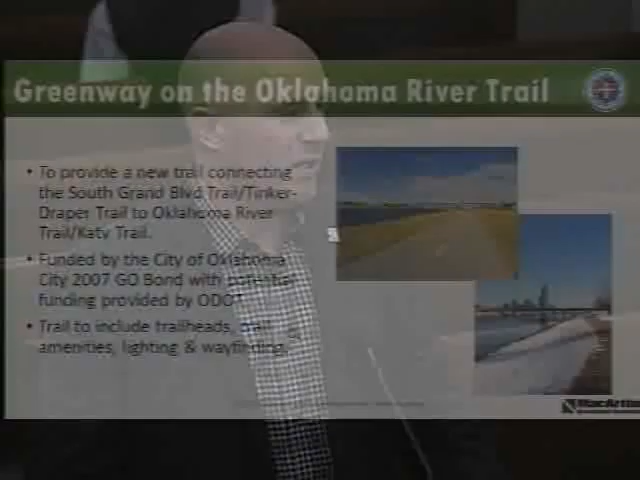 Greenway on the Oklahoma River Trail
• To provide a new trail connecting
the South Grand Blvd Trail/Tinker-
Draper Trail to Oklahoma River
Trail/Katy Trail.
• Funded by the City of Oklahoma
City 2007 GO Bond with potential
funding provided by ODOT
• Trail to include trailheads, trail
amenities, lighting & wayfinding.